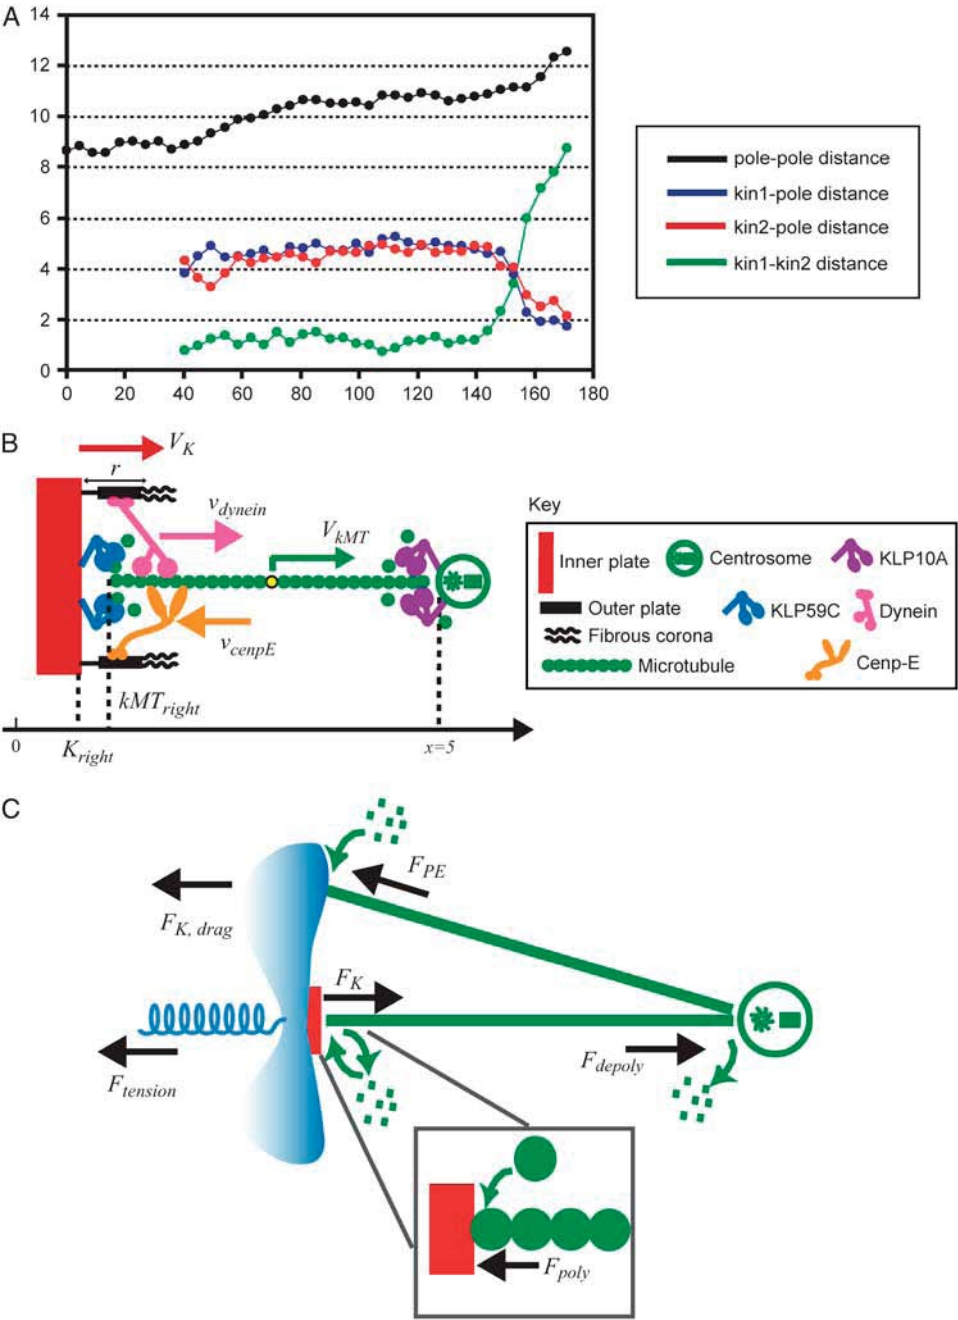 A
14
12
10
8
6
4
2
0
0 20 40 60 80 100 120 140 160 180
pole-pole distance
kin1-pole distance
kin2-pole distance
kin1-kin2 distance
B
V_K
r
v_dynein
V_kMT
v_cenpE
kMT_right
0
K_right
x=5
Key
Inner plate
Centrosome
KLP10A
Outer plate
KLP59C
Dynein
Fibrous corona
Microtubule
Cenp-E
C
F_PE
F_K, drag
F_K
F_tension
F_depoly
F_poly